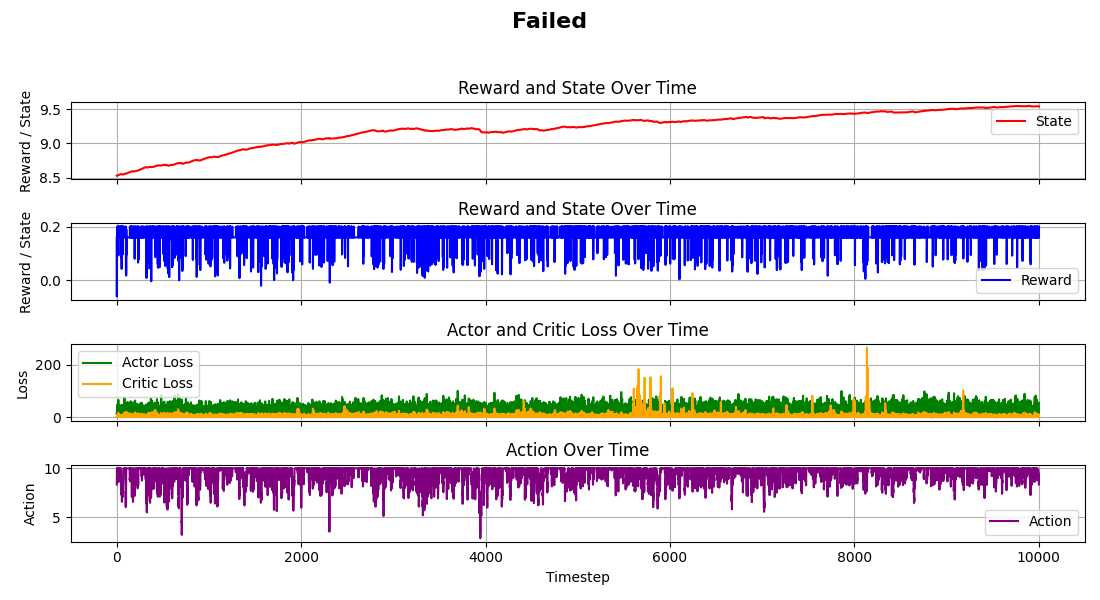 Failed
Reward and State Over Time
Reward / State
9.5
9.0
8.5
State
Reward and State Over Time
Reward / State
0.2
0.0
Reward
Actor and Critic Loss Over Time
Loss
200
0
Actor Loss
Critic Loss
Action Over Time
Action
10
5
Action
0 2000 4000 6000 8000 10000
Timestep